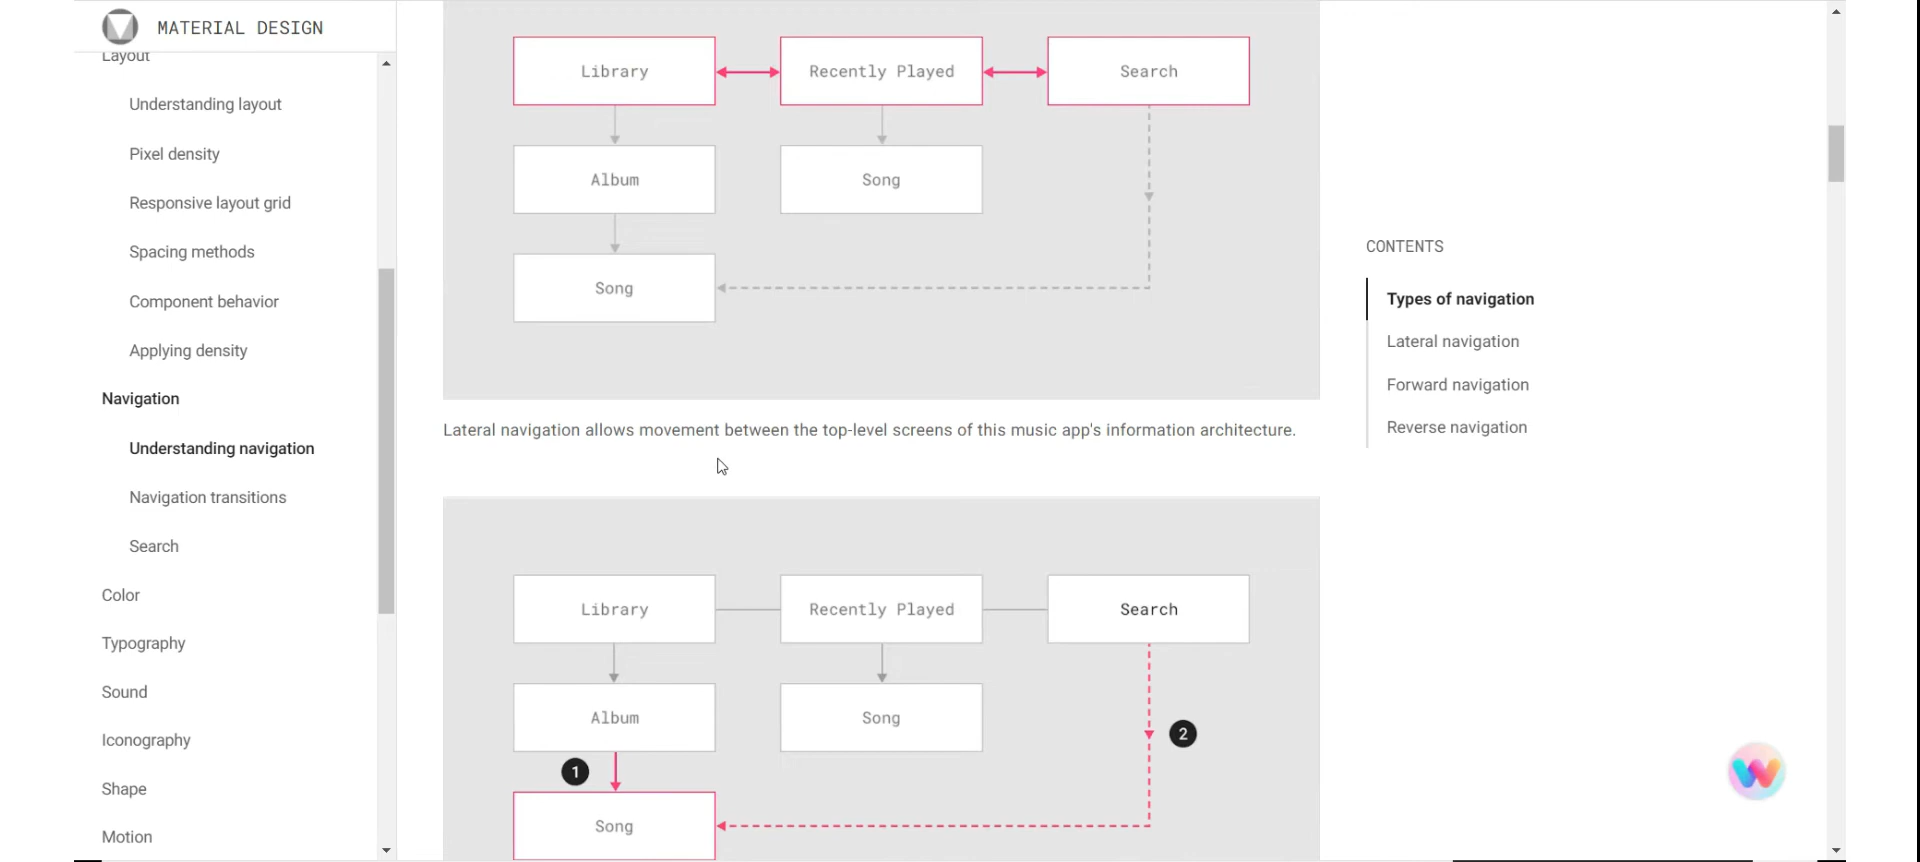 MATERIAL DESIGN
Layout
Understanding layout
Pixel density
Responsive layout grid
Spacing methods
Component behavior
Applying density
Navigation
Understanding navigation
Navigation transitions
Search
Color
Typography
Sound
Iconography
Shape
Motion
Library Recently Played Search
Album Song
Song
Lateral navigation allows movement between the top-level screens of this music app's information architecture.
Library Recently Played Search
Album Song
2
1
Song
CONTENTS
Types of navigation
Lateral navigation
Forward navigation
Reverse navigation